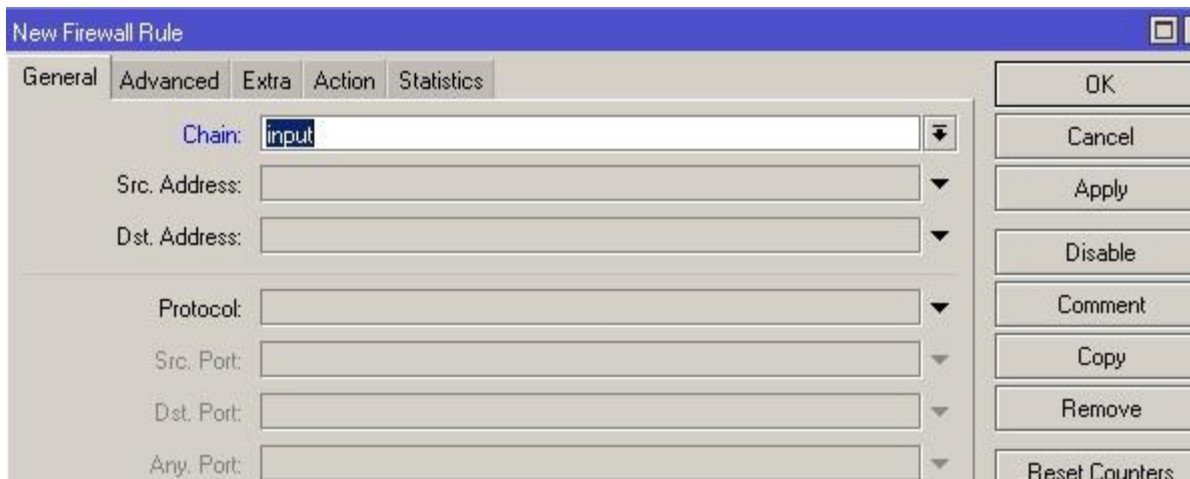 New Firewall Rule
General Advanced Extra Action Statistics
OK
Chain: input
Cancel
Src. Address:
Apply
Dst. Address:
Disable
Protocol:
Comment
Src. Port:
Copy
Dst. Port:
Remove
Any. Port:
Reset Counters